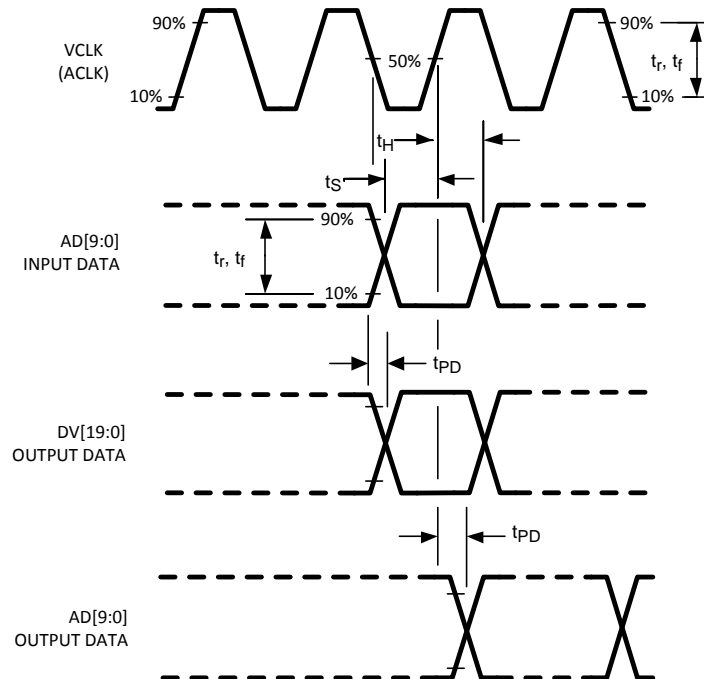 90%
VCLK
(ACLK)
10%
50%
90%
tr, tf
10%
tH
tS
AD[9:0]
INPUT DATA
90%
tr, tf
10%
tPD
DV[19:0]
OUTPUT DATA
tPD
AD[9:0]
OUTPUT DATA